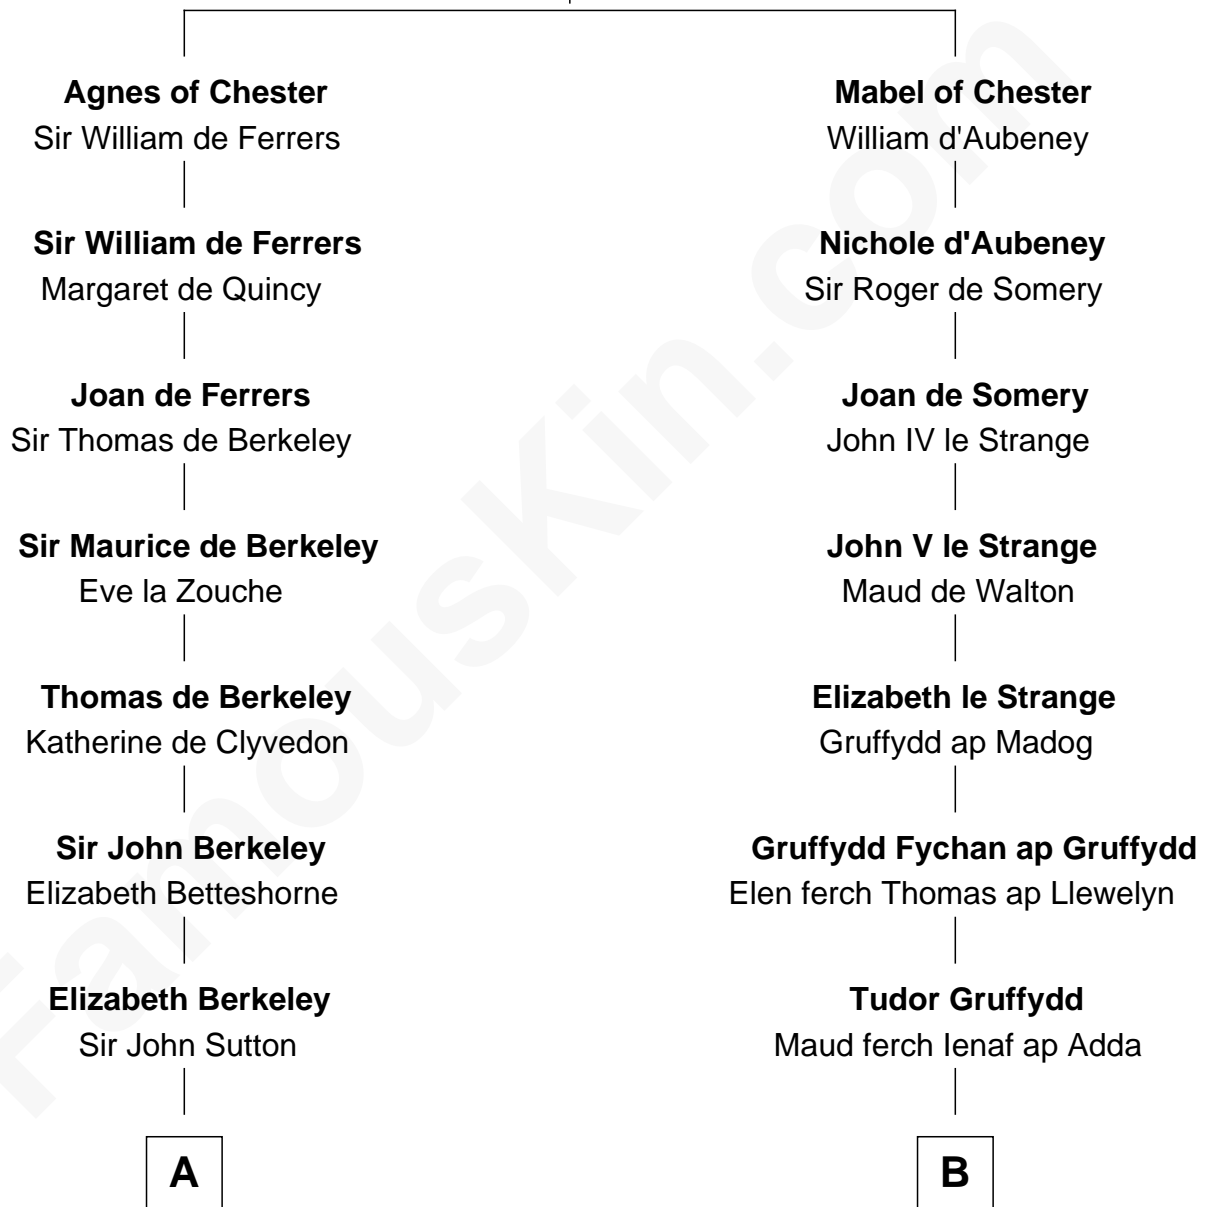 Agnes of Chester
Sir William de Ferrers
Mabel of Chester
William d'Aubeney
Sir William de Ferrers
Margaret de Quincy
Nichole d'Aubeney
Sir Roger de Somery
Joan de Ferrers
Sir Thomas de Berkeley
Joan de Somery
John IV le Strange
Sir Maurice de Berkeley
Eve la Zouche
John V le Strange
Maud de Walton
Thomas de Berkeley
Katherine de Clyvedon
Elizabeth le Strange
Gruffydd ap Madog
Sir John Berkeley
Elizabeth Betteshorne
Gruffydd Fychan ap Gruffydd
Elen ferch Thomas ap Llewelyn
Elizabeth Berkeley
Sir John Sutton
Tudor Gruffydd
Maud ferch Ienaf ap Adda
A
B
FamousKin.com